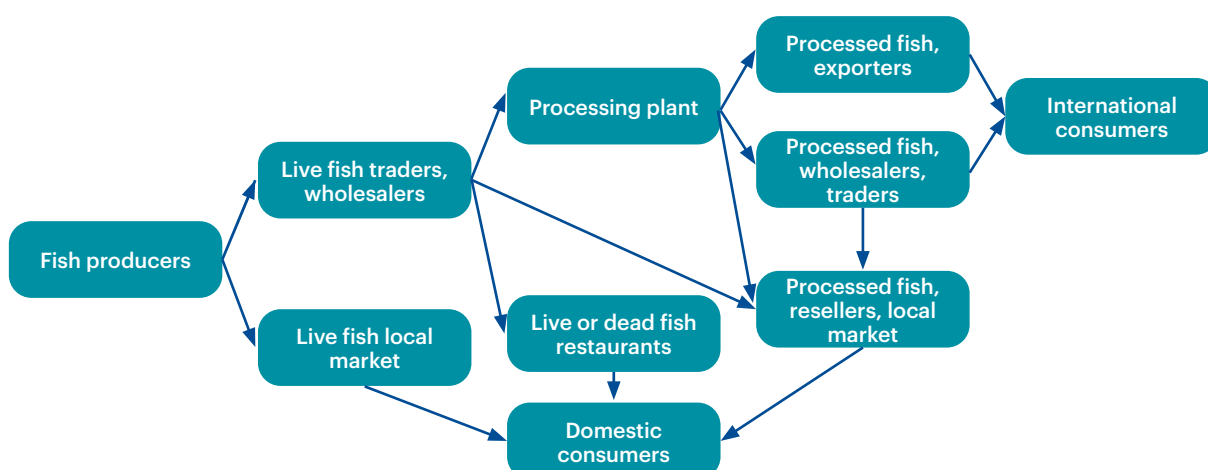 Processed fish,
exporters
Processing plant
International
consumers
Live fish traders,
wholesalers
Processed fish,
wholesalers,
traders
Fish producers
Processed fish,
resellers, local
market
Live fish local
market
Live or dead fish
restaurants
Domestic
consumers